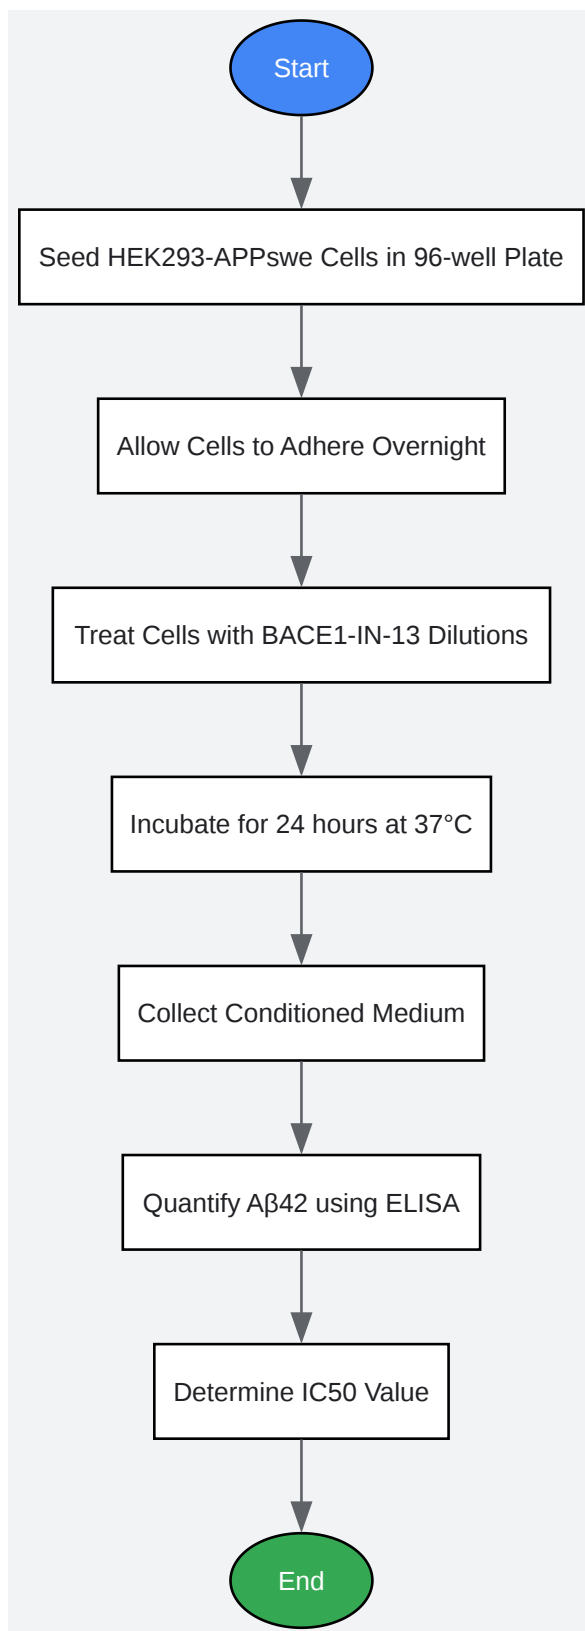 Start
Seed HEK293-APPswe Cells in 96-well Plate
Allow Cells to Adhere Overnight
Treat Cells with BACE1-IN-13 Dilutions
Incubate for 24 hours at 37°C
Collect Conditioned Medium
Quantify Aβ42 using ELISA
Determine IC50 Value
End